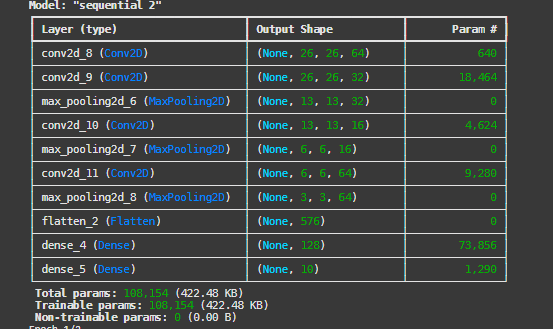 Model: "sequential 2"
Layer (type) Output Shape Param #
conv2d_8 (Conv2D) (None, 26, 26, 64) 640
conv2d_9 (Conv2D) (None, 26, 26, 32) 18,464
max_pooling2d_6 (MaxPooling2D) (None, 13, 13, 32) 0
conv2d_10 (Conv2D) (None, 13, 13, 16) 4,624
max_pooling2d_7 (MaxPooling2D) (None, 6, 6, 16) 0
conv2d_11 (Conv2D) (None, 6, 6, 64) 9,280
max_pooling2d_8 (MaxPooling2D) (None, 3, 3, 64) 0
flatten_2 (Flatten) (None, 576) 0
dense_4 (Dense) (None, 128) 73,856
dense_5 (Dense) (None, 10) 1,290
Total params: 108,154 (422.48 KB)
Trainable params: 108,154 (422.48 KB)
Non-trainable params: 0 (0.00 B)